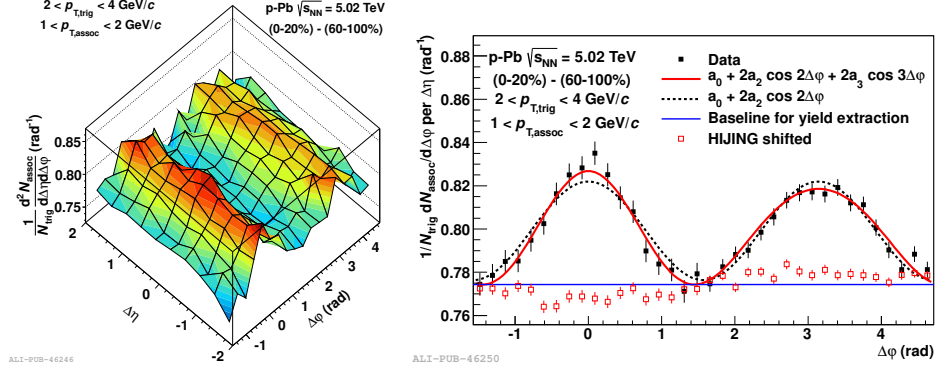 2 < p_T,trig < 4 GeV/c
1 < p_T,assoc < 2 GeV/c
p-Pb √s_NN = 5.02 TeV
(0-20%) - (60-100%)
1/N_trig d²N_assoc/dΔηdΔφ (rad⁻¹)
0.85
0.80
0.75
2
1
0
-1
-2
Δη
-1
0
1
2
3
4
Δφ (rad)
ALI-PUB-46246
1/N_trig dN_assoc/dΔφ per Δη (rad⁻¹)
0.88
0.86
0.84
0.82
0.80
0.78
0.76
p-Pb √s_NN = 5.02 TeV
(0-20%) - (60-100%)
2 < p_T,trig < 4 GeV/c
1 < p_T,assoc < 2 GeV/c
Data
a₀ + 2a₂ cos 2Δφ + 2a₃ cos 3Δφ
a₀ + 2a₂ cos 2Δφ
Baseline for yield extraction
HIJING shifted
-1 0 1 2 3 4
Δφ (rad)
ALI-PUB-46250